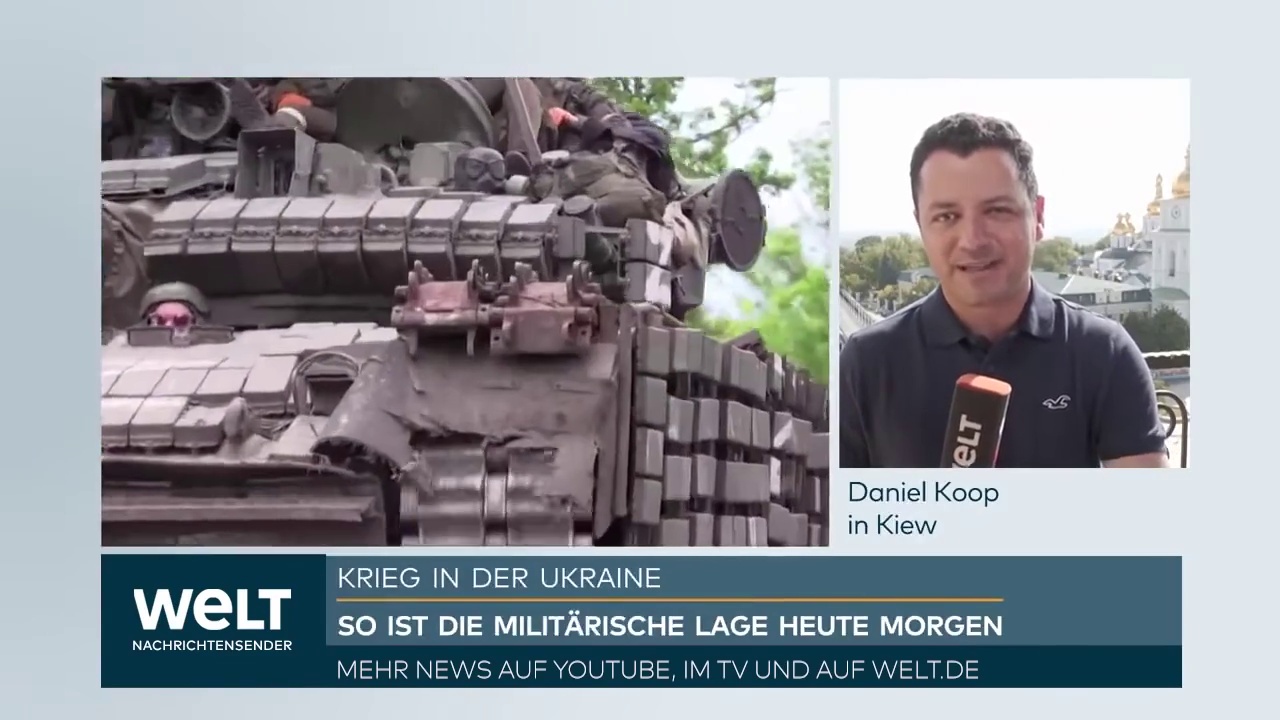 WELT
Daniel Koop
in Kiew
WELT
NACHRICHTENSENDER
KRIEG IN DER UKRAINE
SO IST DIE MILITÄRISCHE LAGE HEUTE MORGEN
MEHR NEWS AUF YOUTUBE, IM TV UND AUF WELT.DE